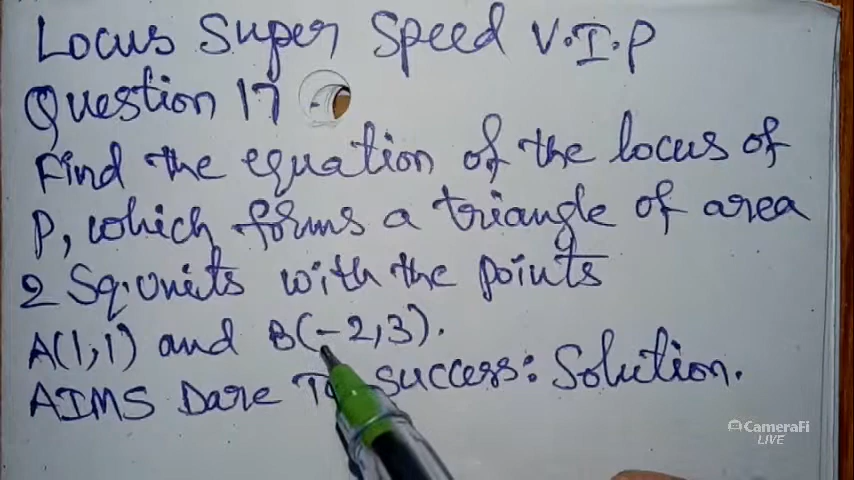 Locus Super Speed V.I.P
Question 17
Find the equation of the locus of
P, which forms a triangle of area
2 Sq.units with the points
A(1,1) and B(-2,3).
AIMS Dare To success: Solution.
CameraFi
LIVE